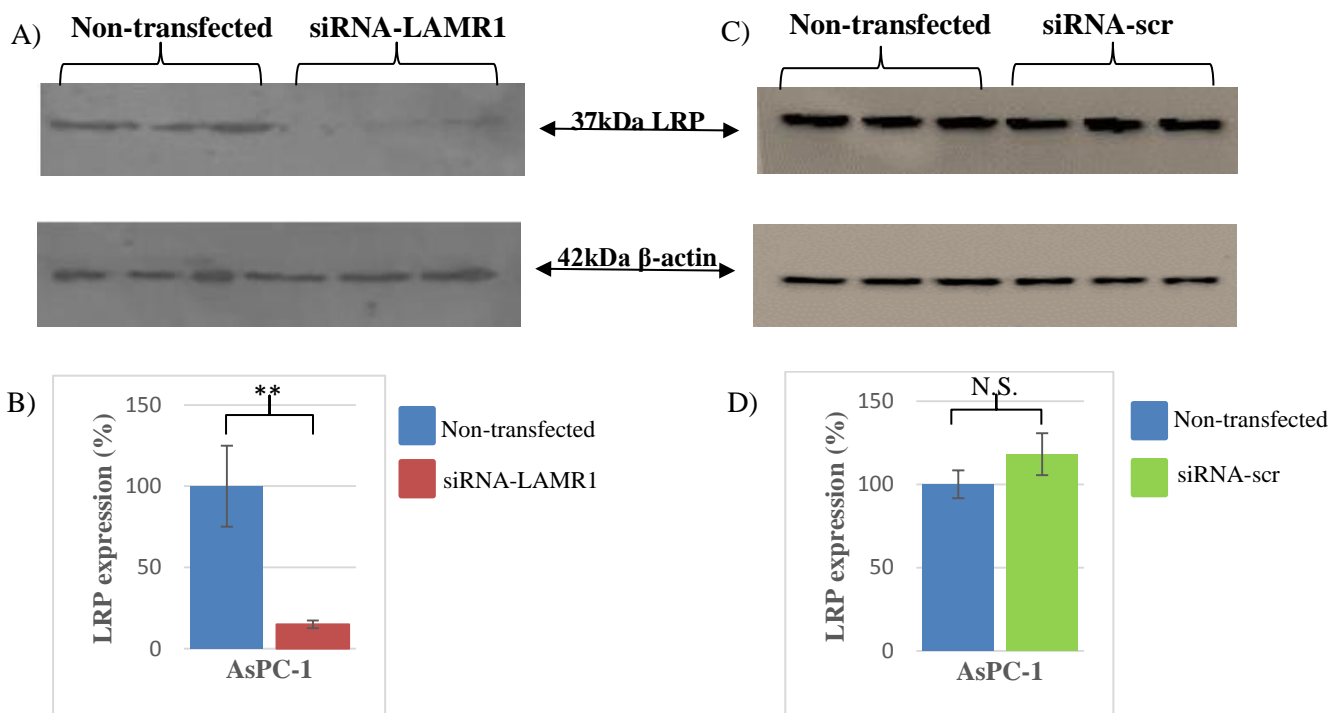 A)
Non-transfected siRNA-LAMR1
C)
Non-transfected siRNA-scr
37kDa LRP
42kDa β-actin
B)
LRP expression (%)
150
100
50
0
**
AsPC-1
Non-transfected
siRNA-LAMR1
D)
LRP expression (%)
150
100
50
0
N.S.
AsPC-1
Non-transfected
siRNA-scr